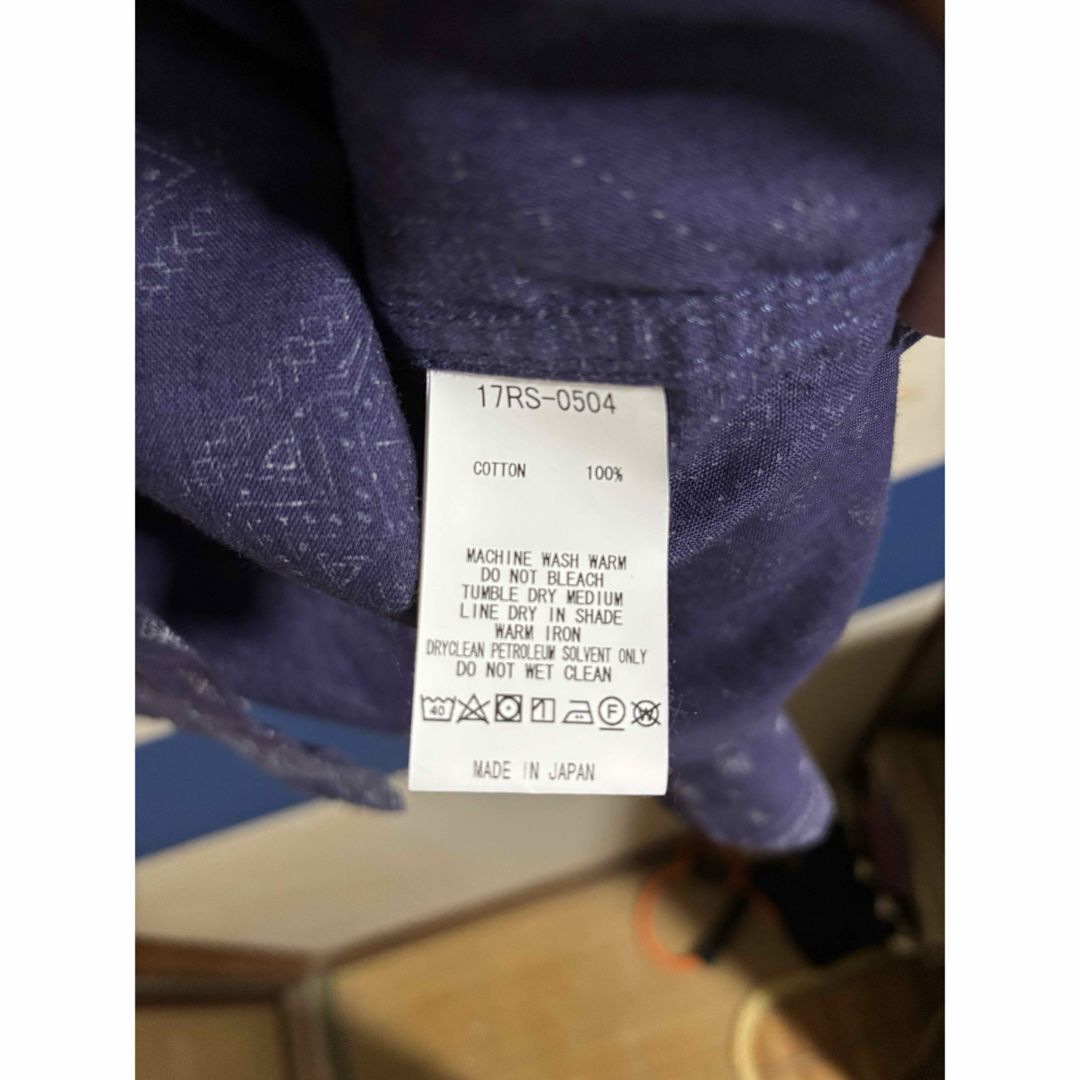 17RS-0504
COTTON 100%
MACHINE WASH WARM
DO NOT BLEACH
TUMBLE DRY MEDIUM
LINE DRY IN SHADE
WARM IRON
DRYCLEAN PETROLEUM SOLVENT ONLY
DO NOT WET CLEAN
40 F W
MADE IN JAPAN